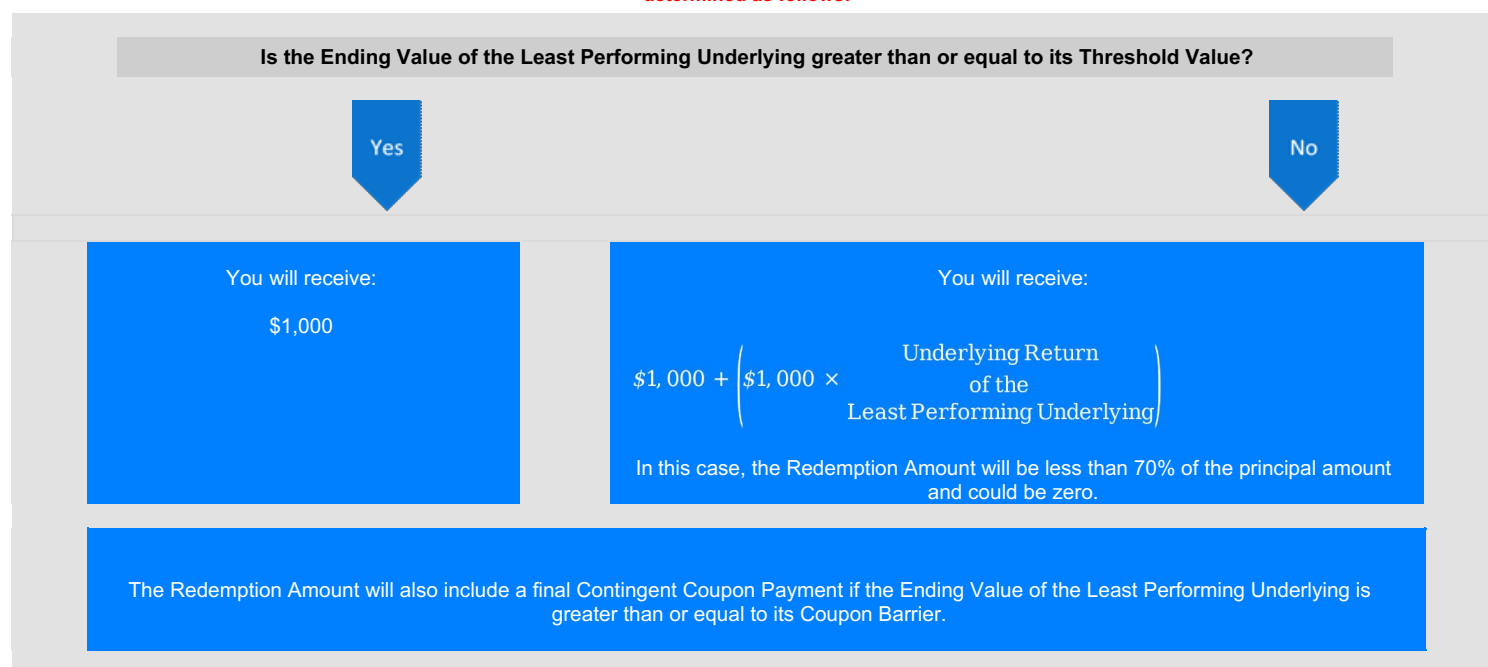 determined as follows:
Is the Ending Value of the Least Performing Underlying greater than or equal to its Threshold Value?
Yes
No
You will receive:
$1,000
You will receive:
$1,000 + ($1,000 × Underlying Return
of the
Least Performing Underlying)
In this case, the Redemption Amount will be less than 70% of the principal amount
and could be zero.
The Redemption Amount will also include a final Contingent Coupon Payment if the Ending Value of the Least Performing Underlying is
greater than or equal to its Coupon Barrier.